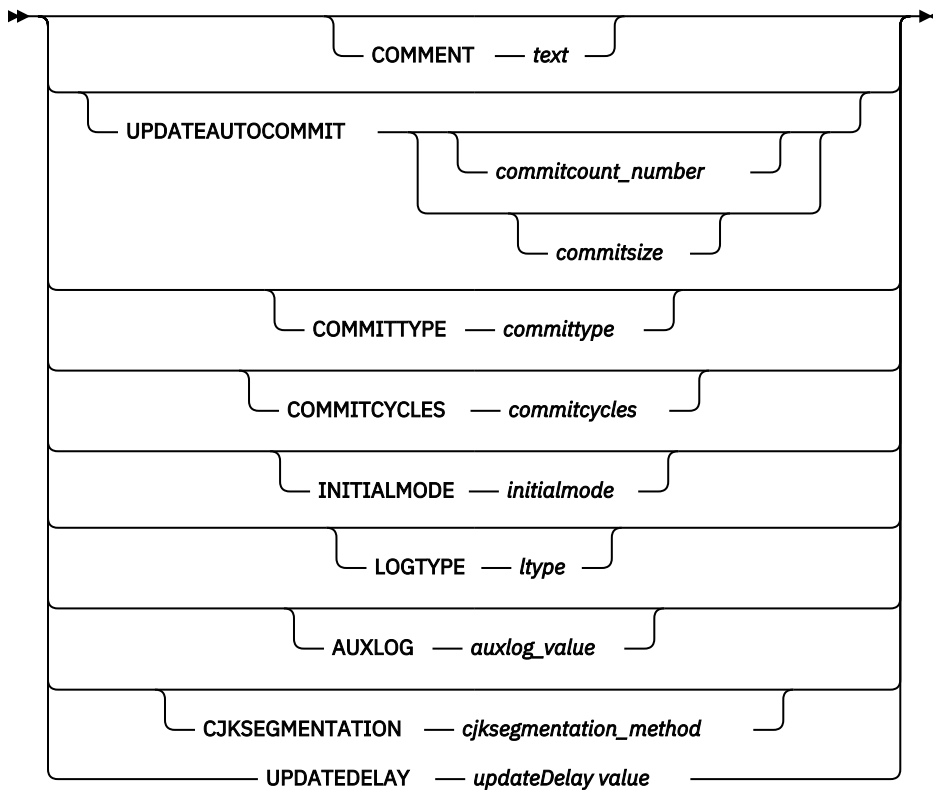 COMMENT text
UPDATEAUTOCOMMIT
commitcount_number
commitsize
COMMITTYPE committype
COMMITCYCLES commitcycles
INITIALMODE initialmode
LOGTYPE ltype
AUXLOG auxlog_value
CJKSEGMENTATION cjksegmentation_method
UPDATEDELAY updateDelay value